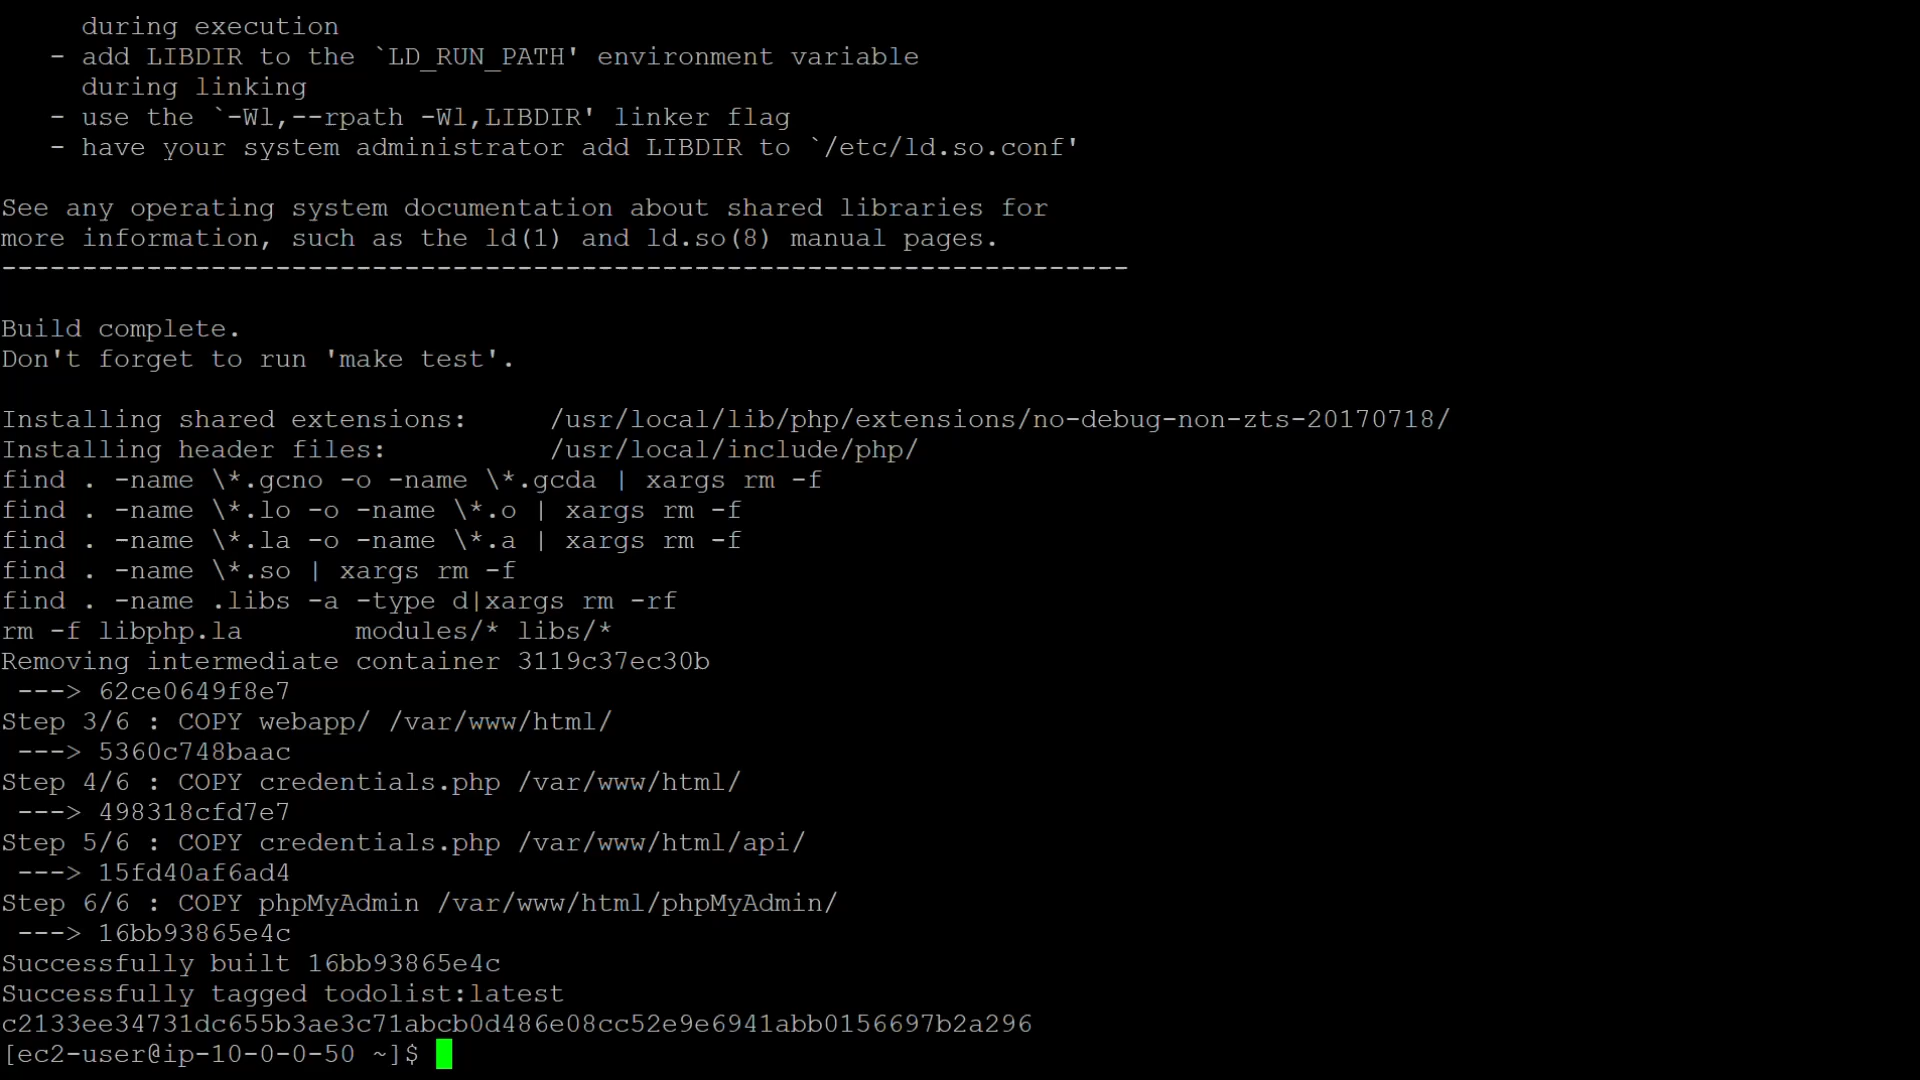 during execution
- add LIBDIR to the `LD_RUN_PATH' environment variable
during linking
- use the `-Wl,--rpath -Wl,LIBDIR' linker flag
- have your system administrator add LIBDIR to `/etc/ld.so.conf'
See any operating system documentation about shared libraries for
more information, such as the ld(1) and ld.so(8) manual pages.
----------------------------------------------------------------------
Build complete.
Don't forget to run 'make test'.
Installing shared extensions:     /usr/local/lib/php/extensions/no-debug-non-zts-20170718/
Installing header files:          /usr/local/include/php/
find . -name \*.gcno -o -name \*.gcda | xargs rm -f
find . -name \*.lo -o -name \*.o | xargs rm -f
find . -name \*.la -o -name \*.a | xargs rm -f
find . -name \*.so | xargs rm -f
find . -name .libs -a -type d|xargs rm -rf
rm -f libphp.la       modules/* libs/*
Removing intermediate container 3119c37ec30b
---> 62ce0649f8e7
Step 3/6 : COPY webapp/ /var/www/html/
---> 5360c748baac
Step 4/6 : COPY credentials.php /var/www/html/
---> 498318cfd7e7
Step 5/6 : COPY credentials.php /var/www/html/api/
---> 15fd40af6ad4
Step 6/6 : COPY phpMyAdmin /var/www/html/phpMyAdmin/
---> 16bb93865e4c
Successfully built 16bb93865e4c
Successfully tagged todolist:latest
c2133ee34731dc655b3ae3c71abcb0d486e08cc52e9e6941abb0156697b2a296
[ec2-user@ip-10-0-0-50 ~]$